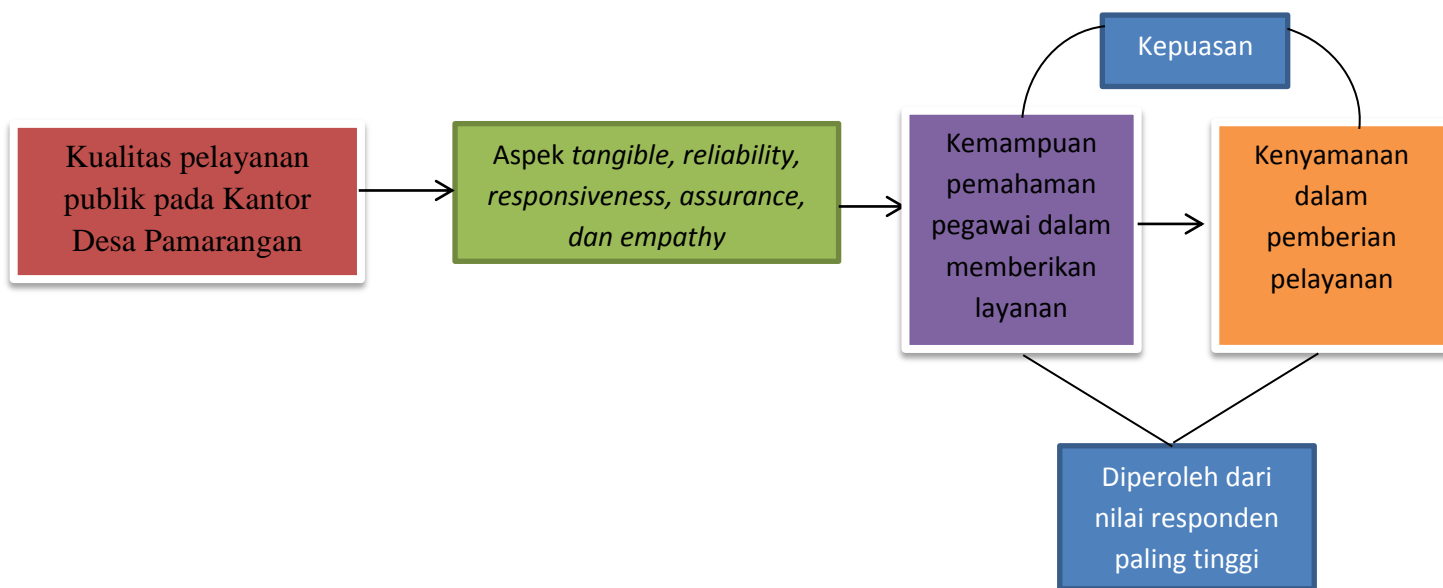 Kepuasan
Kualitas pelayanan
publik pada Kantor
Desa Pamarangan
Aspek tangible, reliability,
responsiveness, assurance,
dan empathy
Kemampuan
pemahaman
pegawai dalam
memberikan
layanan
Kenyamanan
dalam
pemberian
pelayanan
Diperoleh dari
nilai responden
paling tinggi